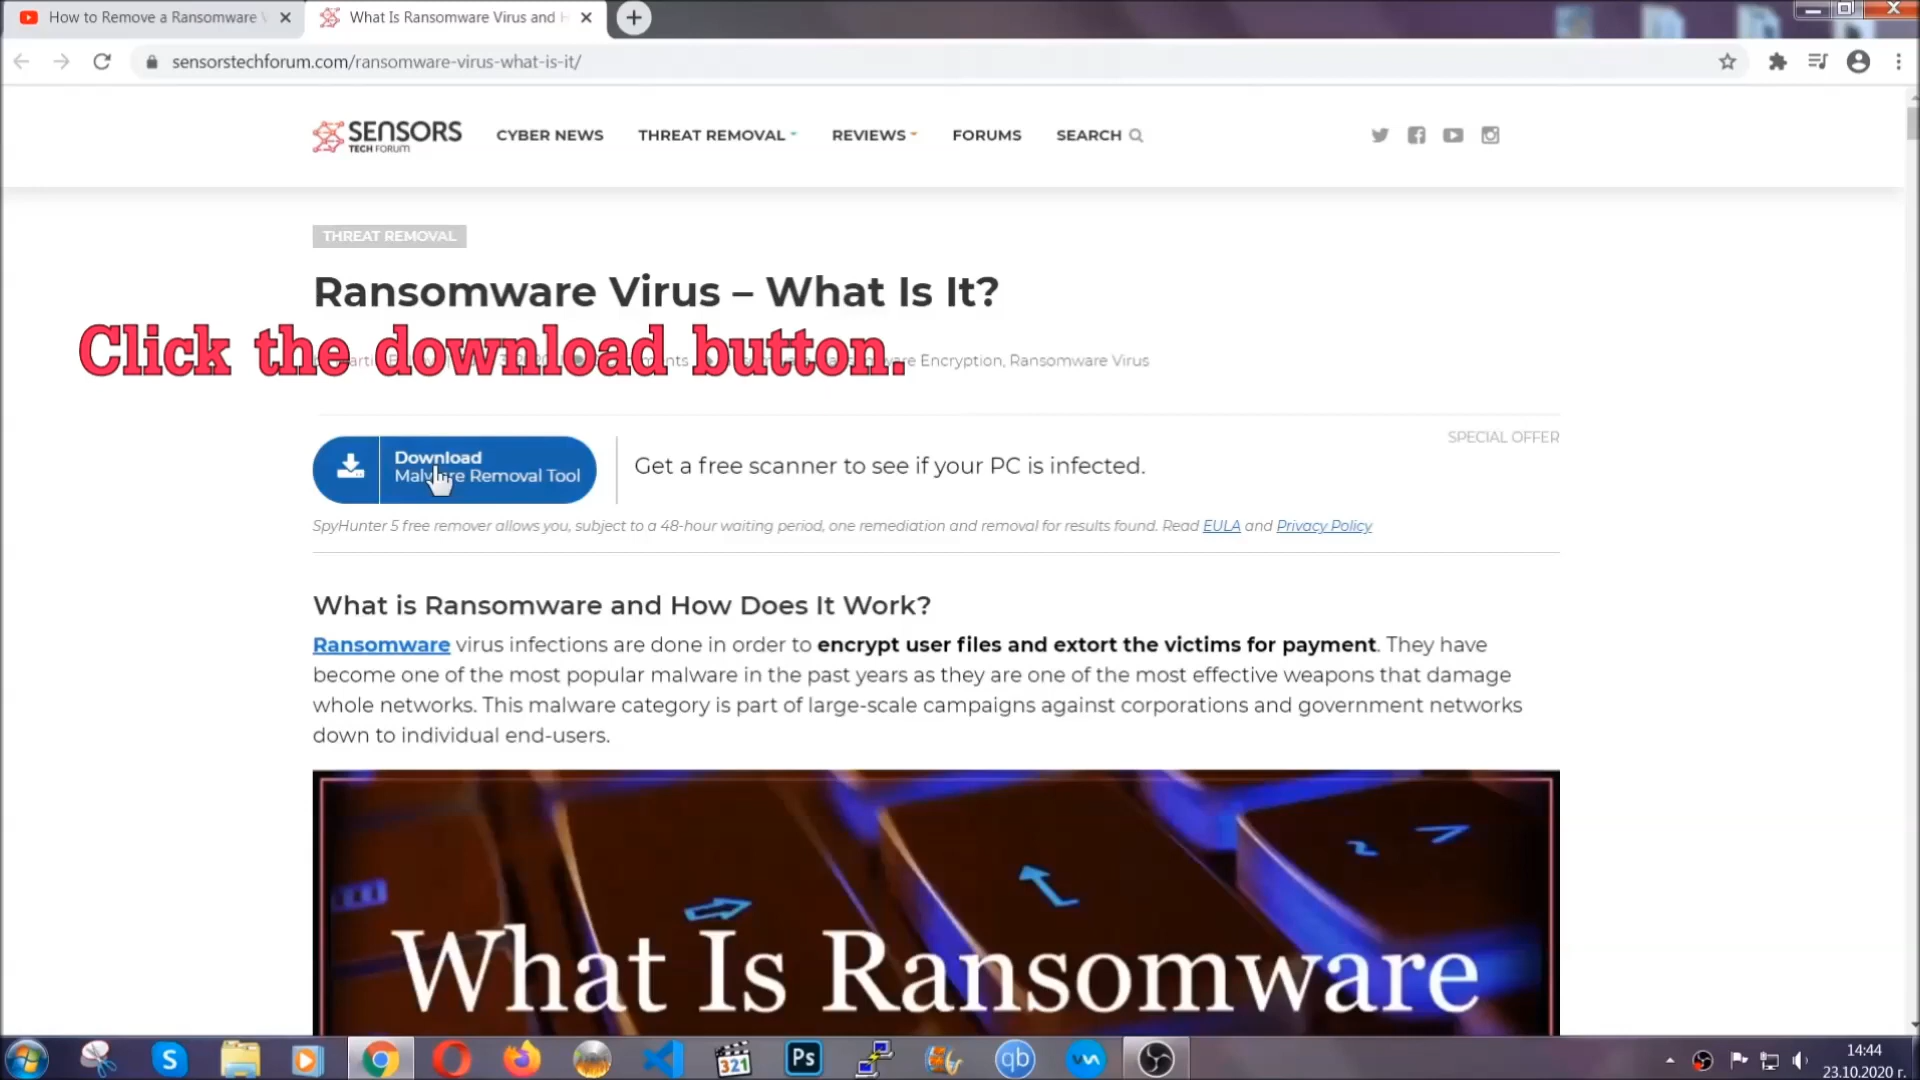 How to Remove a Ransomware
What Is Ransomware Virus and
sensorstechforum.com/ransomware-virus-what-is-it/
SENSORS
TECH FORUM
CYBER NEWS
THREAT REMOVAL
REVIEWS
FORUMS
SEARCH
THREAT REMOVAL
Ransomware Virus – What Is It?
Click the download button.
Encryption, Ransomware Virus
SPECIAL OFFER
Download
Malware Removal Tool
Get a free scanner to see if your PC is infected.
SpyHunter 5 free remover allows you, subject to a 48-hour waiting period, one remediation and removal for results found. Read EULA and Privacy Policy
What is Ransomware and How Does It Work?
Ransomware virus infections are done in order to encrypt user files and extort the victims for payment. They have
become one of the most popular malware in the past years as they are one of the most effective weapons that damage
whole networks. This malware category is part of large-scale campaigns against corporations and government networks
down to individual end-users.
What Is Ransomware
S
321
Ps
qb
14:44
23.10.2020 г.